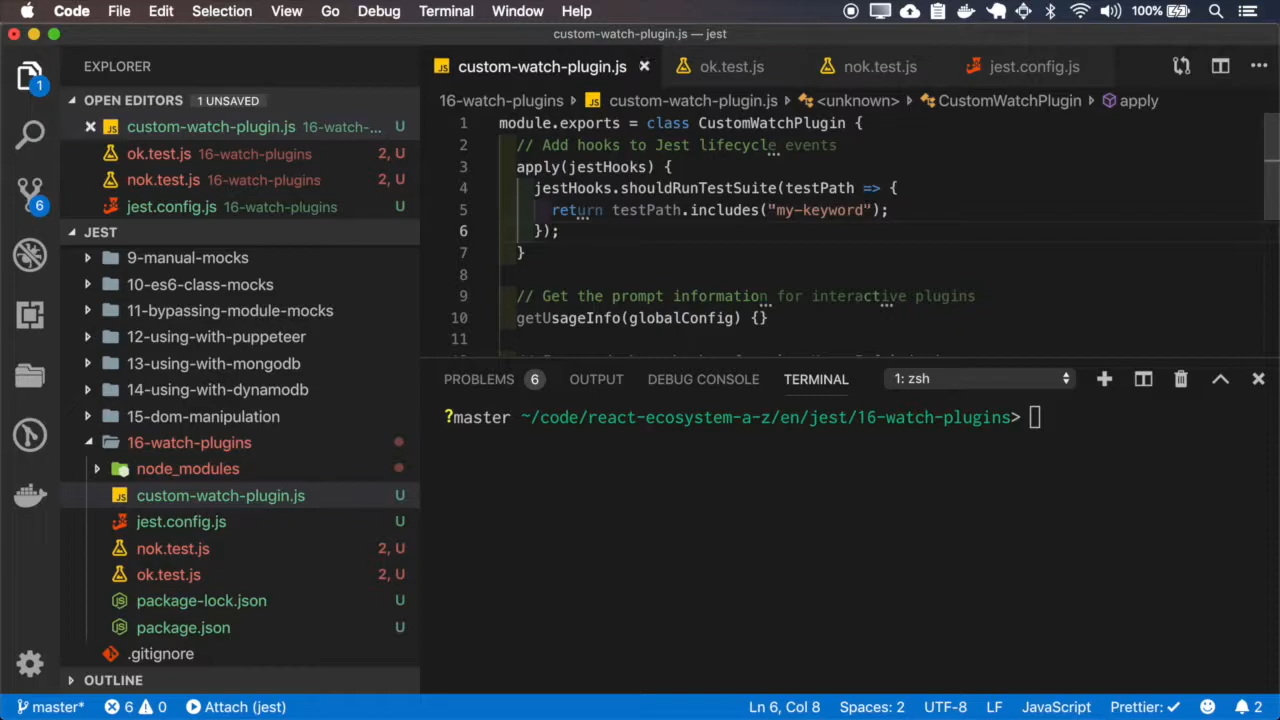 Code File Edit Selection View Go Debug Terminal Window Help 100%
custom-watch-plugin.js — jest
EXPLORER
OPEN EDITORS 1 UNSAVED
custom-watch-plugin.js 16-watch-... U
ok.test.js 16-watch-plugins 2, U
nok.test.js 16-watch-plugins 2, U
jest.config.js 16-watch-plugins U
JEST
9-manual-mocks
10-es6-class-mocks
11-bypassing-module-mocks
12-using-with-puppeteer
13-using-with-mongodb
14-using-with-dynamodb
15-dom-manipulation
16-watch-plugins
node_modules
custom-watch-plugin.js U
jest.config.js U
nok.test.js 2, U
ok.test.js 2, U
package-lock.json U
package.json U
.gitignore
OUTLINE
1
6
custom-watch-plugin.js ok.test.js nok.test.js jest.config.js
16-watch-plugins custom-watch-plugin.js <unknown> CustomWatchPlugin apply
1 module.exports = class CustomWatchPlugin {
2 // Add hooks to Jest lifecycle events
3 apply(jestHooks) {
4 jestHooks.shouldRunTestSuite(testPath => {
5 return testPath.includes("my-keyword");
6 });
7 }
8
9 // Get the prompt information for interactive plugins
10 getUsageInfo(globalConfig) {}
11
PROBLEMS 6 OUTPUT DEBUG CONSOLE TERMINAL 1: zsh
?master ~/code/react-ecosystem-a-z/en/jest/16-watch-plugins>
master* 6 0 Attach (jest) Ln 6, Col 8 Spaces: 2 UTF-8 LF JavaScript Prettier: 2